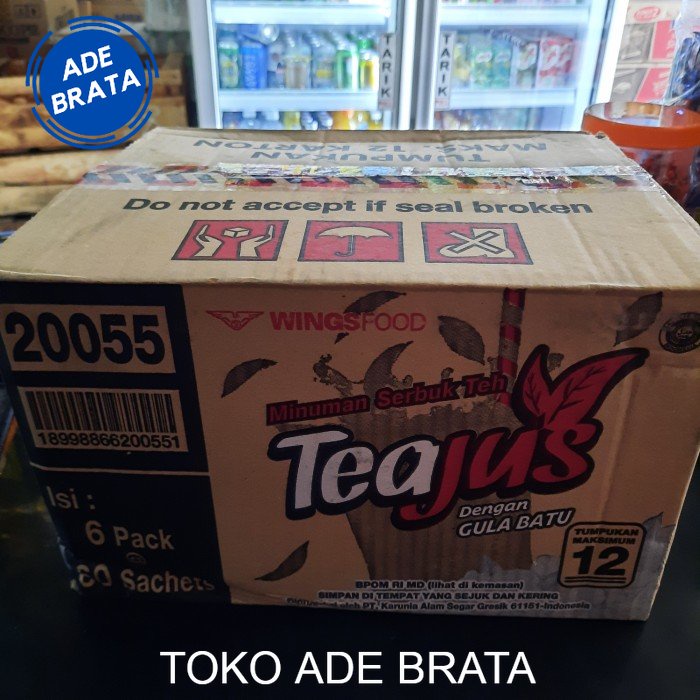 ADE
BRATA
TARIK
TARIK
TUMPUKAN
MAKS. 12 KARTON
Do not accept if seal broken
20055
WINGSFOOD
18998866200551
Minuman Serbuk Teh
TeaJus
Dengan
GULA BATU
Isi :
6 Pack
@
80 Sachets
TUMPUKAN
MAKSIMUM
12
BPOM RI MD (lihat di kemasan)
SIMPAN DI TEMPAT YANG SEJUK DAN KERING
oleh PT. Karunia Alam Segar Gresik 61151-Indonesia
TOKO ADE BRATA